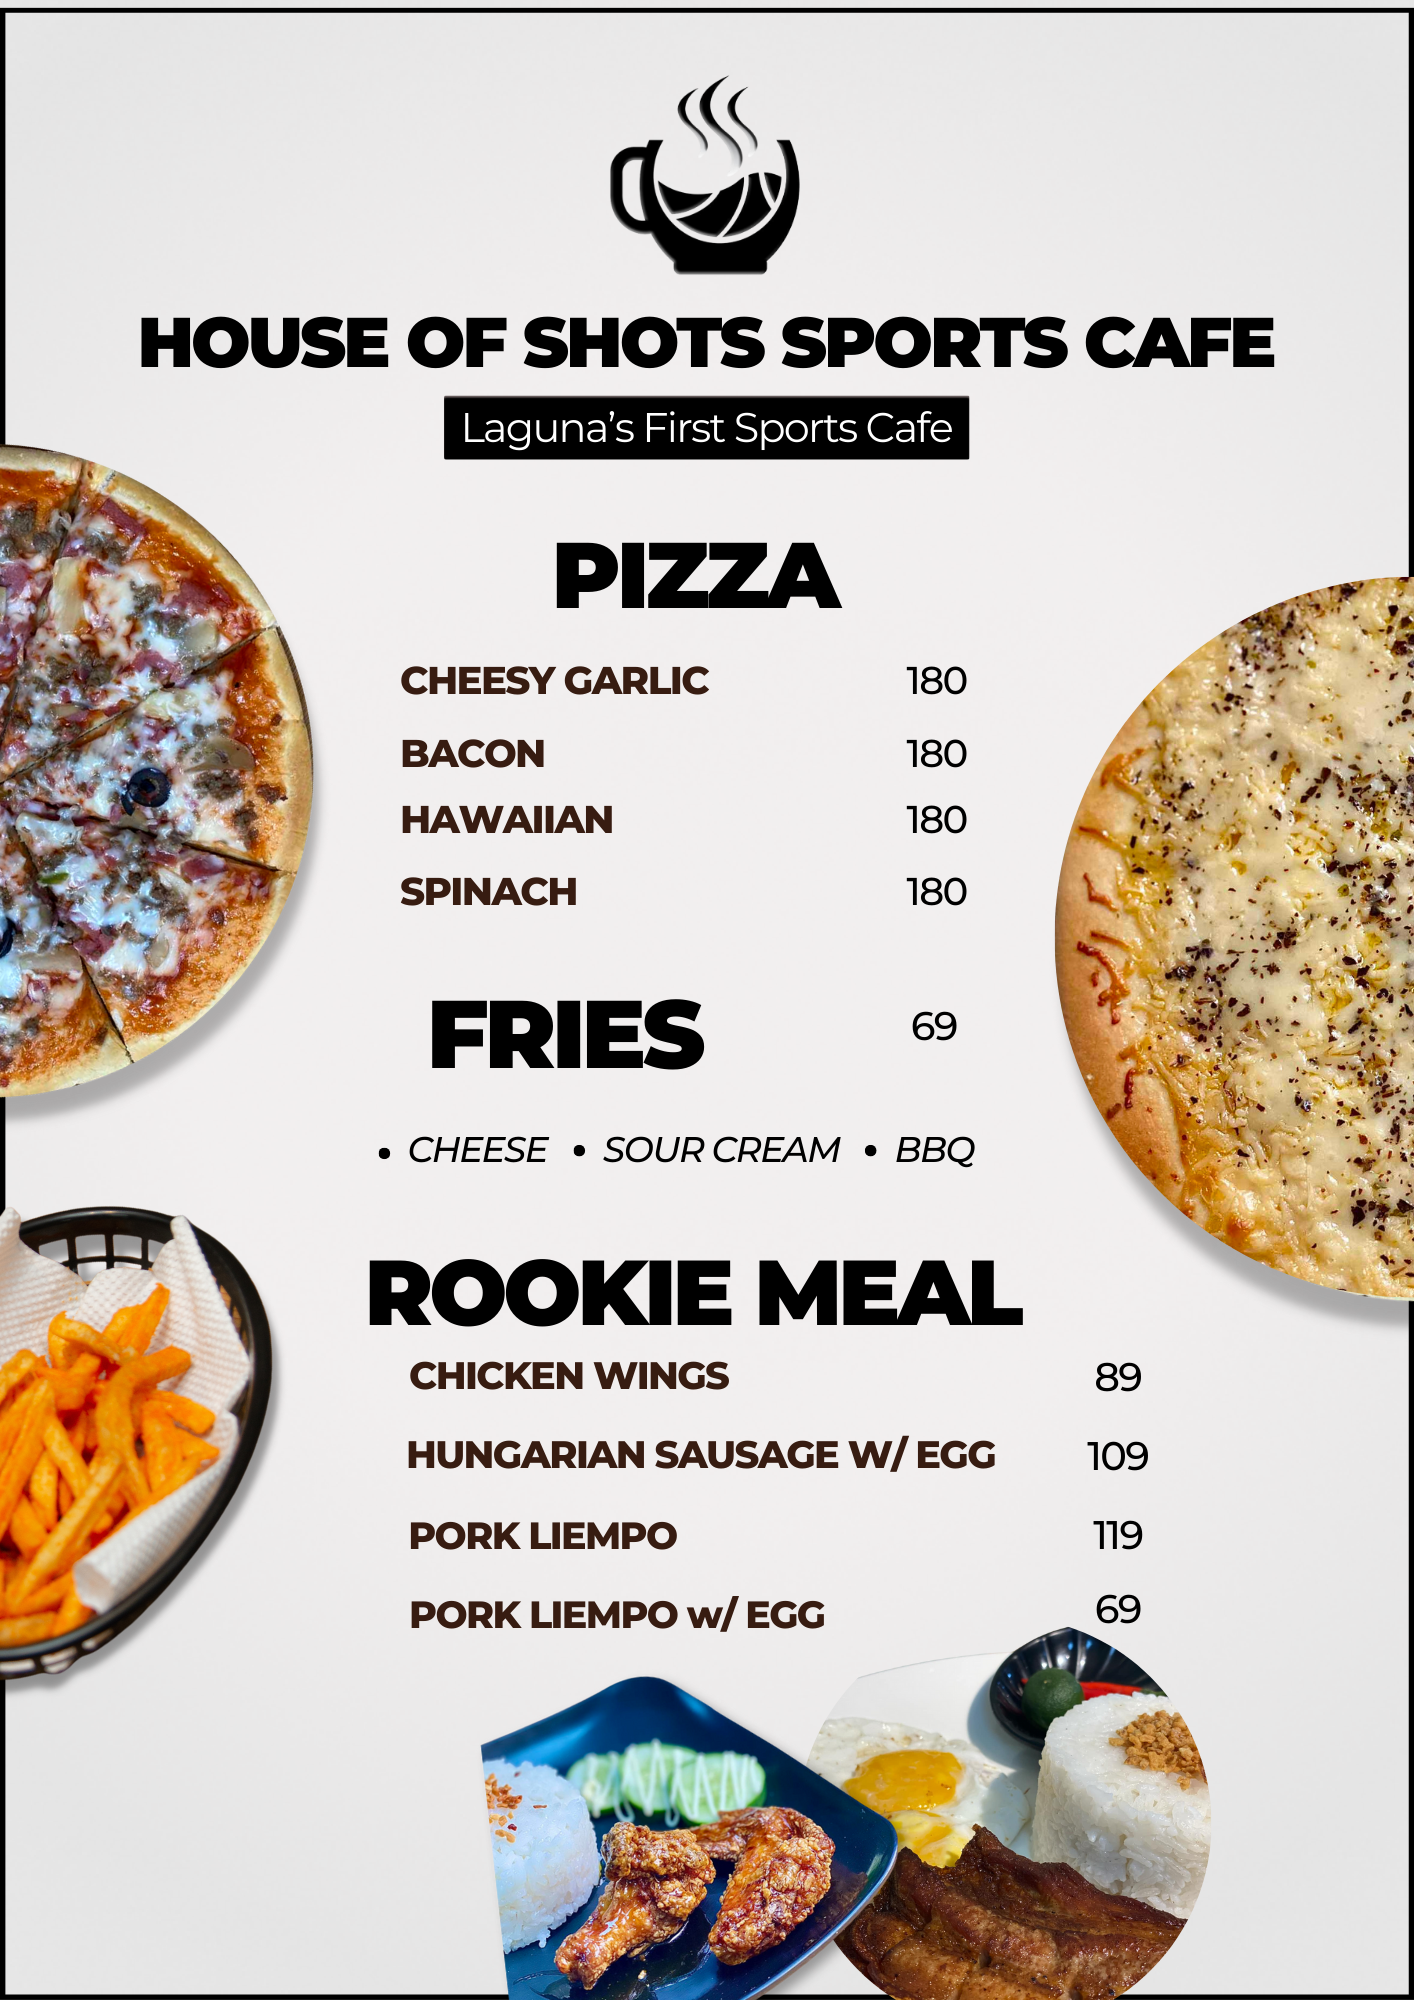 HOUSE OF SHOTS SPORTS CAFE
Laguna’s First Sports Cafe
PIZZA
CHEESY GARLIC 180
BACON 180
HAWAIIAN 180
SPINACH 180
FRIES 69
• CHEESE • SOUR CREAM • BBQ
ROOKIE MEAL
CHICKEN WINGS 89
HUNGARIAN SAUSAGE W/ EGG 109
PORK LIEMPO 119
PORK LIEMPO w/ EGG 69